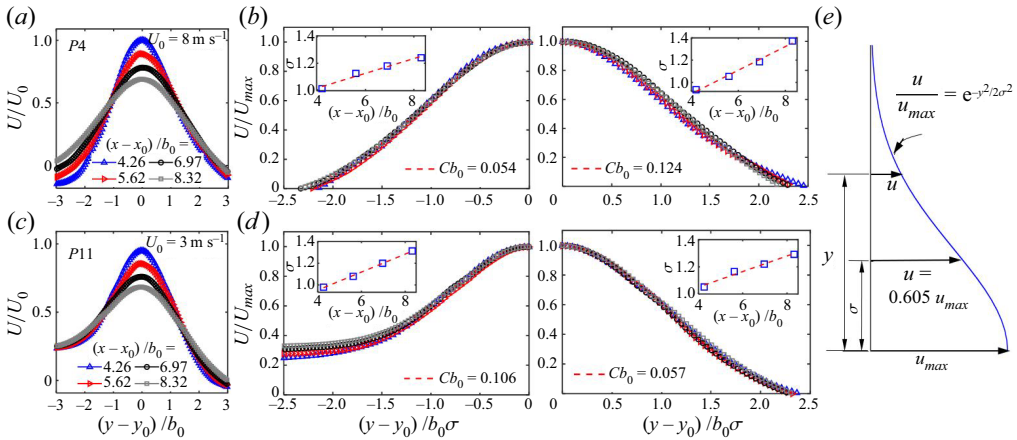 (a)
P4
U₀ = 8 m s⁻¹
U/U₀
1.0
0.5
0
(x – x₀)/b₀ =
4.26 6.97
5.62 8.32
–3 –2 –1 0 1 2 3
(b)
U/Umax
1.0
0.8
0.6
0.4
0.2
0
σ
1.4
1.2
1.0
4 6 8
(x – x₀)/b₀
Cb₀ = 0.054
–2.5 –2.0 –1.5 –1.0 –0.5 0
1.0
0.8
0.6
0.4
0.2
0
σ
1.4
1.2
1.0
4 6 8
(x – x₀)/b₀
Cb₀ = 0.124
0 0.5 1.0 1.5 2.0 2.5
(c)
P11
U₀ = 3 m s⁻¹
U/U₀
1.0
0.5
0
(x – x₀)/b₀ =
4.26 6.97
5.62 8.32
–3 –2 –1 0 1 2 3
(y – y₀)/b₀
(d)
U/Umax
1.0
0.8
0.6
0.4
0.2
0
σ
1.4
1.2
1.0
4 6 8
(x – x₀)/b₀
Cb₀ = 0.106
–2.5 –2.0 –1.5 –1.0 –0.5 0
(y – y₀)/b₀σ
1.0
0.8
0.6
0.4
0.2
0
σ
1.4
1.2
1.0
4 6 8
(x – x₀)/b₀
Cb₀ = 0.057
0 0.5 1.0 1.5 2.0 2.5
(y – y₀)/b₀σ
(e)
u/umax = e^–y²/2σ²
u
y
σ
u =
0.605 umax
umax